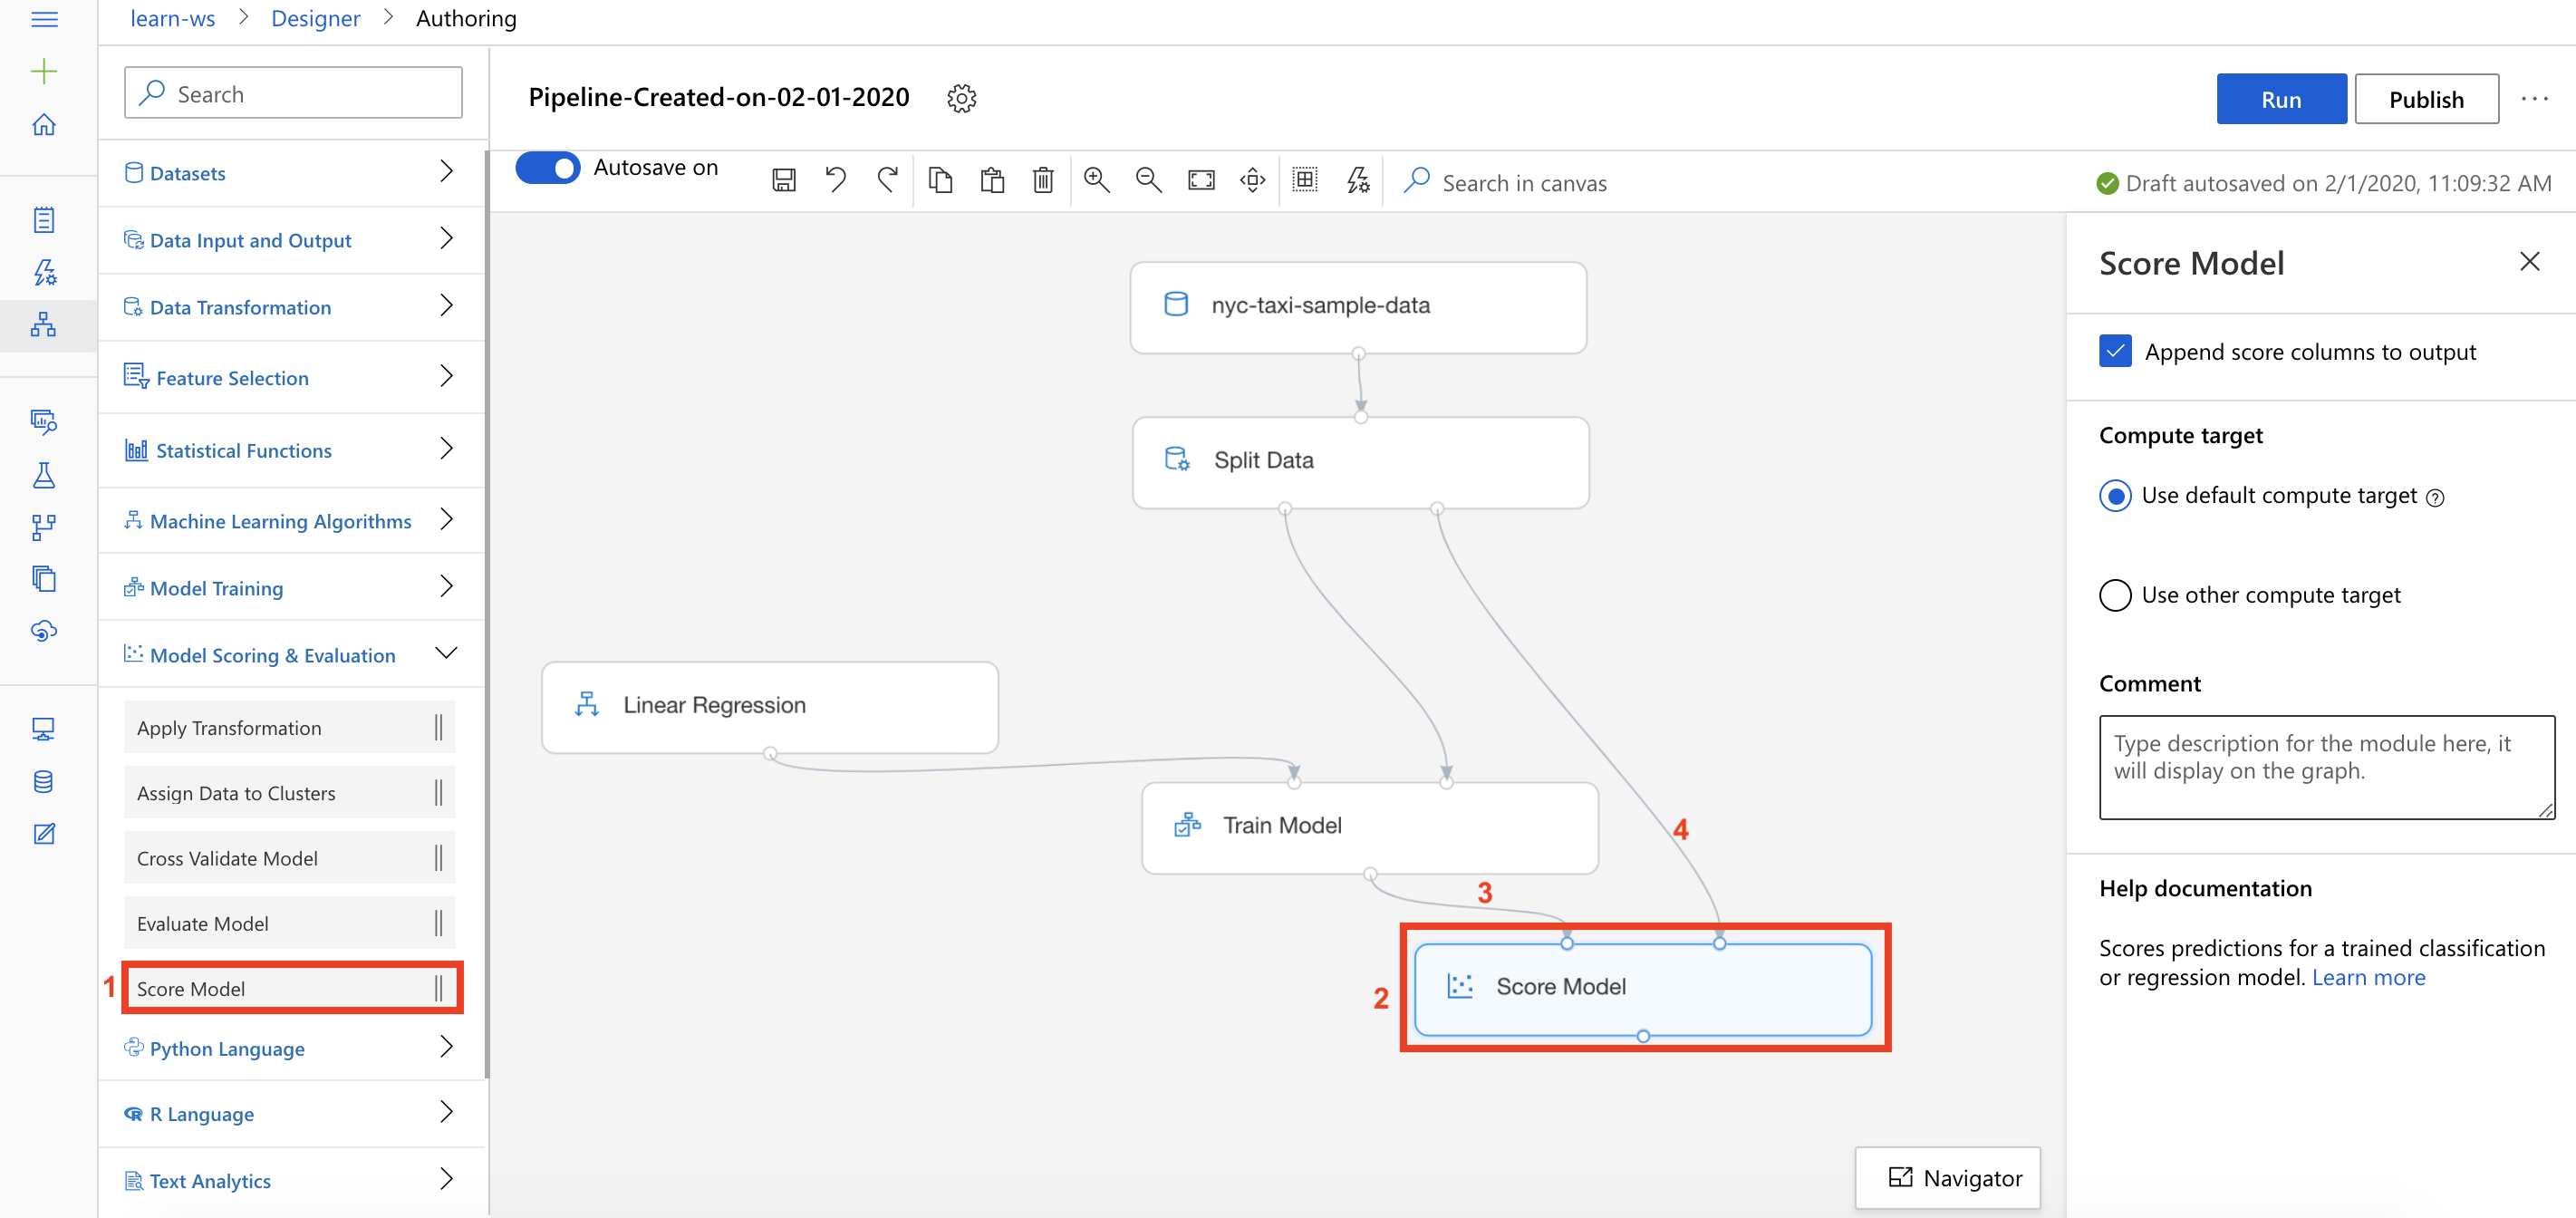 learn-ws > Designer > Authoring
Search
Datasets
Data Input and Output
Data Transformation
Feature Selection
Statistical Functions
Machine Learning Algorithms
Model Training
Model Scoring & Evaluation
Apply Transformation
Assign Data to Clusters
Cross Validate Model
Evaluate Model
1
Score Model
Python Language
R Language
Text Analytics
Pipeline-Created-on-02-01-2020
Run
Publish
Autosave on
Search in canvas
Draft autosaved on 2/1/2020, 11:09:32 AM
nyc-taxi-sample-data
Split Data
Linear Regression
Train Model
4
3
2
Score Model
Navigator
Score Model
Append score columns to output
Compute target
Use default compute target
Use other compute target
Comment
Type description for the module here, it
will display on the graph.
Help documentation
Scores predictions for a trained classification
or regression model. Learn more